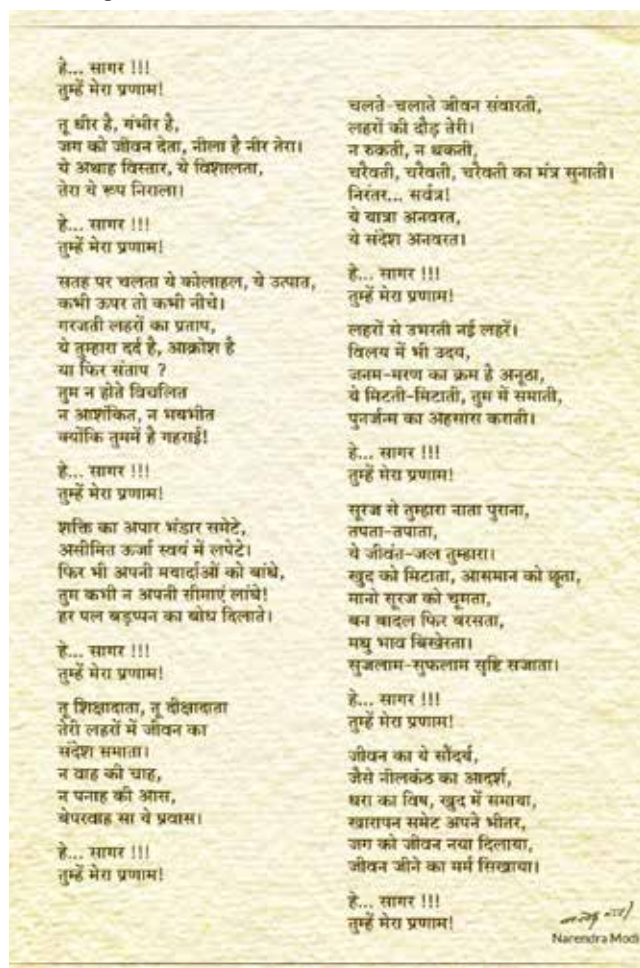 हे... सागर !!!
तुम्हें मेरा प्रणाम!
तू धीर है, गंभीर है,
जग को जीवन देता, नीला है नीर तेरा।
ये अथाह विस्तार, ये विशालता,
तेरा ये रूप निराला।
हे... सागर !!!
तुम्हें मेरा प्रणाम!
सतह पर चलता ये कोलाहल, ये उत्पात,
कभी ऊपर तो कभी नीचे।
गरजती लहरों का प्रताप,
ये तुम्हारा दर्द है, आक्रोश है
या फिर संताप ?
तुम न होते विचलित
न आशंकित, न भयभीत
क्योंकि तुममें है गहराई!
हे... सागर !!!
तुम्हें मेरा प्रणाम!
शक्ति का अपार भंडार समेटे,
असीमित ऊर्जा स्वयं में लपेटे।
फिर भी अपनी मयार्दाओं को बांधे,
तुम कभी न अपनी सीमाएं लांघे!
हर पल बड़प्पन का बोध दिलाते।
हे... सागर !!!
तुम्हें मेरा प्रणाम!
तू शिक्षादाता, तू दीक्षादाता
तेरी लहरों में जीवन का
संदेश समाता।
न वाह की चाह,
न पनाह की आस,
बेपरवाह सा ये प्रवास।
हे... सागर !!!
तुम्हें मेरा प्रणाम!
चलते-चलाते जीवन संवारती,
लहरों की दौड़ तेरी।
न रुकती, न थकती,
चरैवती, चरैवती, चरैवती का मंत्र सुनाती।
निरंतर... सर्वत्र!
ये यात्रा अनवरत,
ये संदेश अनवरत।
हे... सागर !!!
तुम्हें मेरा प्रणाम!
लहरों से उभरती नई लहरें।
विलय में भी उदय,
जनम-मरण का क्रम है अनूठा,
ये मिटती-मिटाती, तुम में समाती,
पुनर्जन्म का अहसास कराती।
हे... सागर !!!
तुम्हें मेरा प्रणाम!
सूरज से तुम्हारा नाता पुराना,
तपता-तपाता,
ये जीवंत-जल तुम्हारा।
खुद को मिटाता, आसमान को छूता,
मानो सूरज को चूमता,
बन बादल फिर बरसता,
मधु भाव बिखेरता।
सुजलाम-सुफलाम सृष्टि सजाता।
हे... सागर !!!
तुम्हें मेरा प्रणाम!
जीवन का ये सौंदर्य,
जैसे नीलकंठ का आदर्श,
धरा का विष, खुद में समाया,
खारापन समेट अपने भीतर,
जग को जीवन नया दिलाया,
जीवन जीने का मर्म सिखाया।
हे... सागर !!!
तुम्हें मेरा प्रणाम!
Narendra Modi